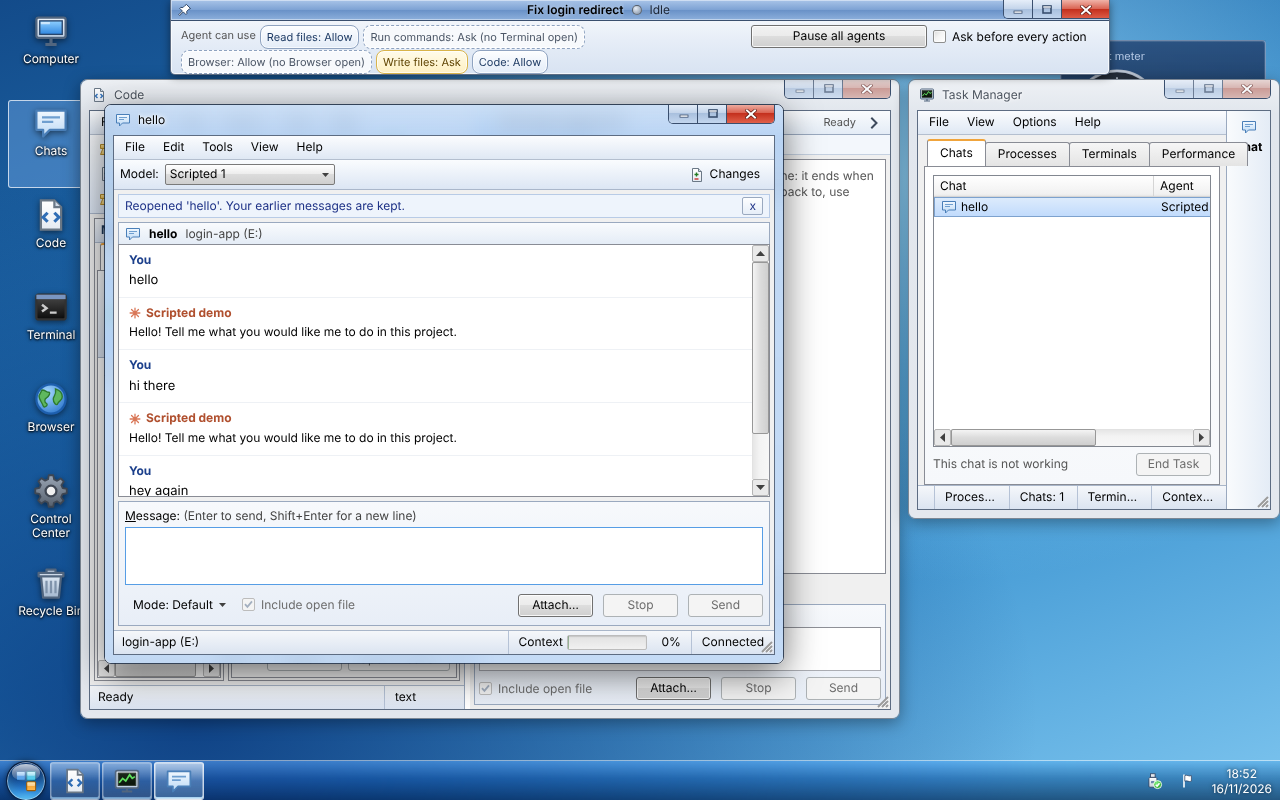 Fix login redirect Idle
Agent can use Read files: Allow Run commands: Ask (no Terminal open) Pause all agents Ask before every action
Browser: Allow (no Browser open) Write files: Ask Code: Allow
meter
Computer
Chats
Code
Terminal
Browser
Control
Center
Recycle Bin
Code
Ready
ne: it ends when
back to, use
hello
File Edit Tools View Help
Model: Scripted 1 Changes
Reopened 'hello'. Your earlier messages are kept. x
hello login-app (E:)
You
hello
Scripted demo
Hello! Tell me what you would like me to do in this project.
You
hi there
Scripted demo
Hello! Tell me what you would like me to do in this project.
You
hey again
Message: (Enter to send, Shift+Enter for a new line)
Mode: Default Include open file Attach... Stop Send
login-app (E:) Context 0% Connected
Include open file Attach... Stop Send
Ready text
Task Manager
File View Options Help
Chats Processes Terminals Performance
Chat Agent
hello Scripted
This chat is not working End Task
Proces... Chats: 1 Termin... Contex...
18:52
16/11/2026